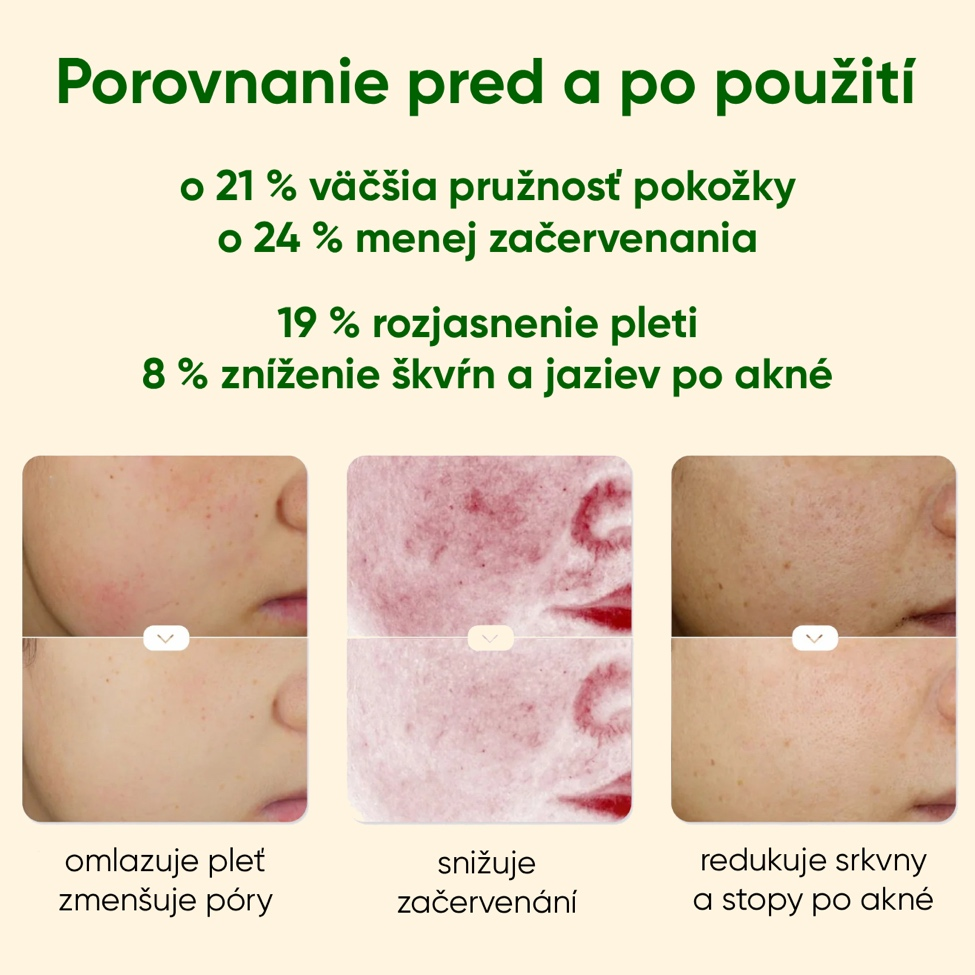 Porovnanie pred a po použití
o 21 % väčšia pružnosť pokožky
o 24 % menej začervenania
19 % rozjasnenie pleti
8 % zníženie škvŕn a jaziev po akné
omlazuje pleť
zmenšuje póry
snižuje
začervenání
redukuje srkvny
a stopy po akné